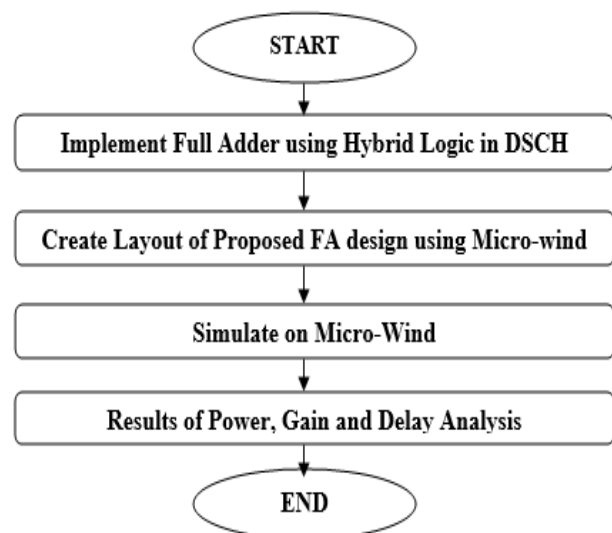 START
Implement Full Adder using Hybrid Logic in DSCH
Create Layout of Proposed FA design using Micro-wind
Simulate on Micro-Wind
Results of Power, Gain and Delay Analysis
END